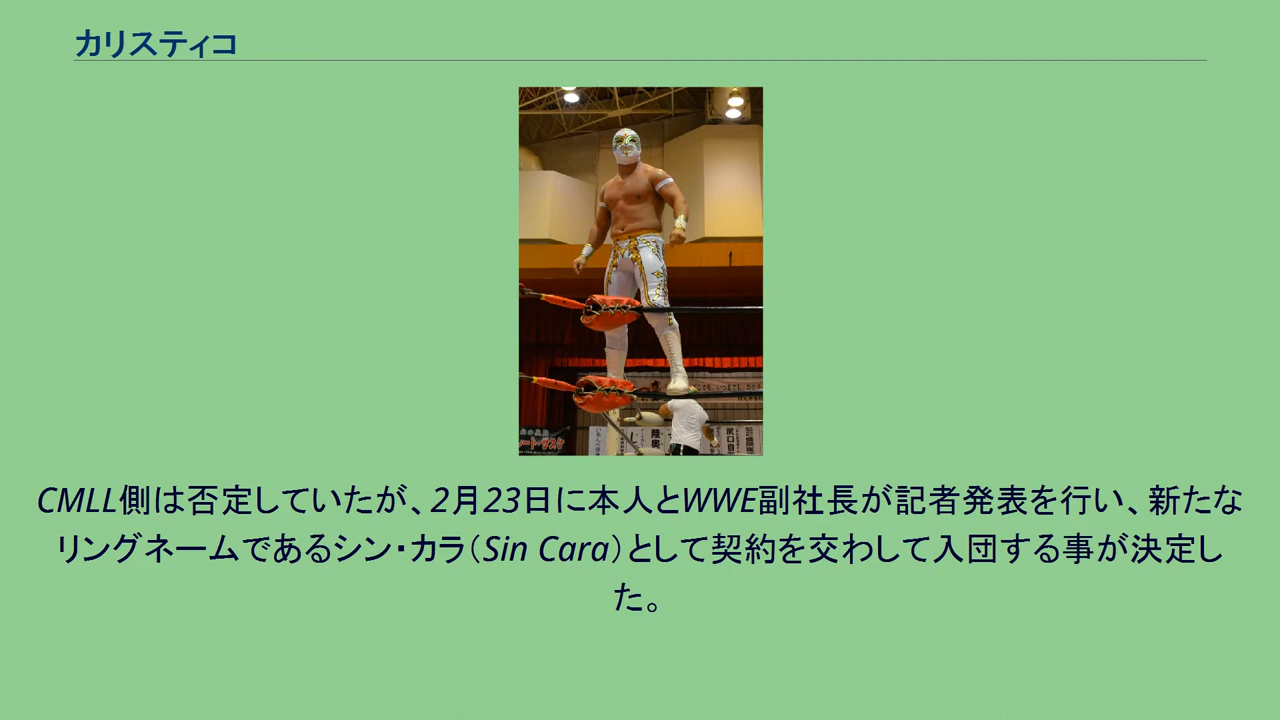 カリスティコ
陸奥
CMLL側は否定していたが、2月23日に本人とWWE副社長が記者発表を行い、新たな
リングネームであるシン・カラ（Sin Cara）として契約を交わして入団する事が決定し
た。